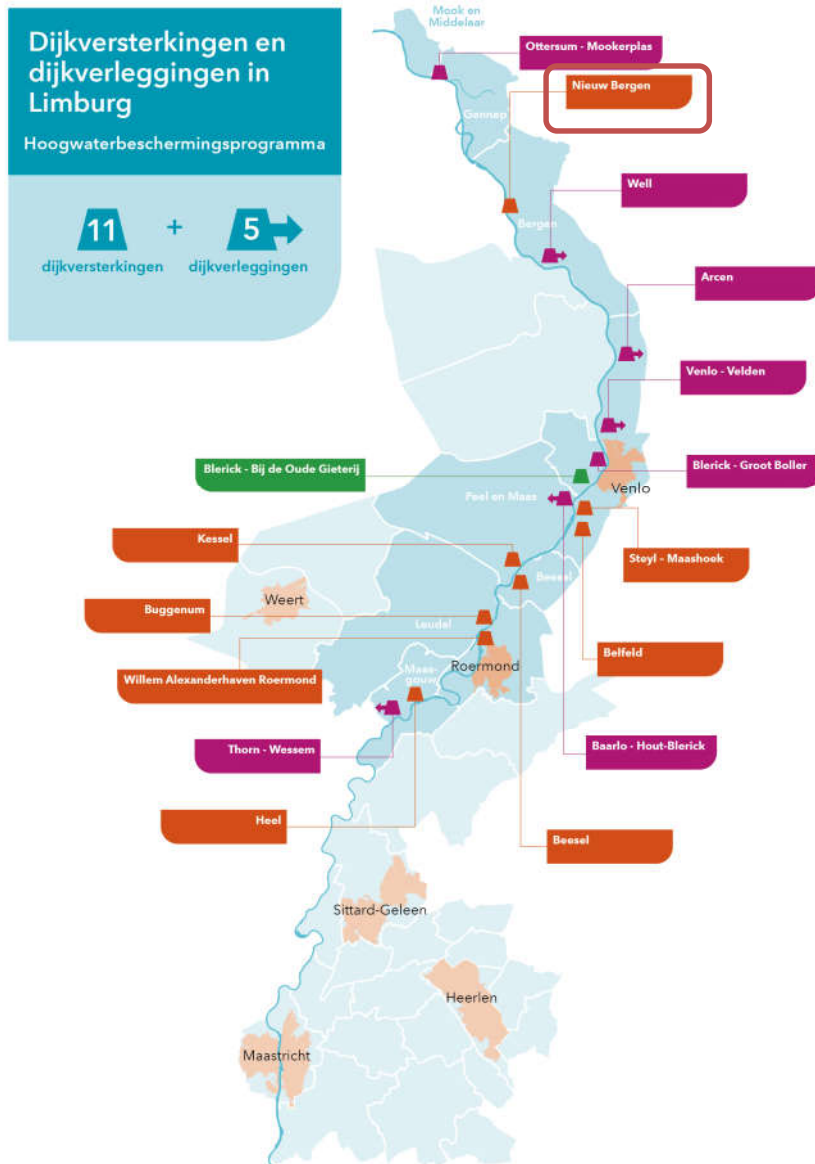 Dijkversterkingen en
dijkverleggingen in
Limburg
Hoogwaterbeschermingsprogramma
11 + 5
dijkversterkingen dijkverleggingen
Mook en
Middelaar
Ottersum - Mookerplas
Nieuw Bergen
Gennep
Well
Bergen
Arcen
Venlo - Velden
Blerick - Bij de Oude Gieterij
Blerick - Groot Boller
Venlo
Peel en Maas
Kessel
Steyl - Maashoek
Beesel
Weert
Buggenum
Leudal
Belfeld
Roermond
Maas-
gouw
Willem Alexanderhaven Roermond
Thorn - Wessem
Baarlo - Hout-Blerick
Heel
Beesel
Sittard-Geleen
Heerlen
Maastricht